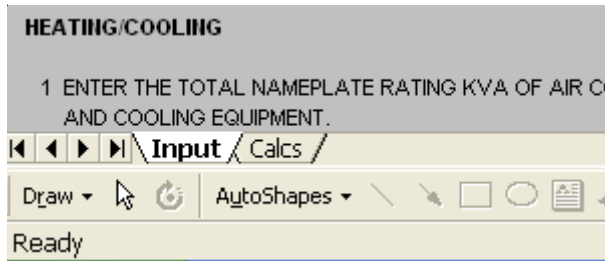 HEATING/COOLING
1 ENTER THE TOTAL NAMEPLATE RATING KVA OF AIR
AND COOLING EQUIPMENT.
Input Calcs
Draw AutoShapes
Ready